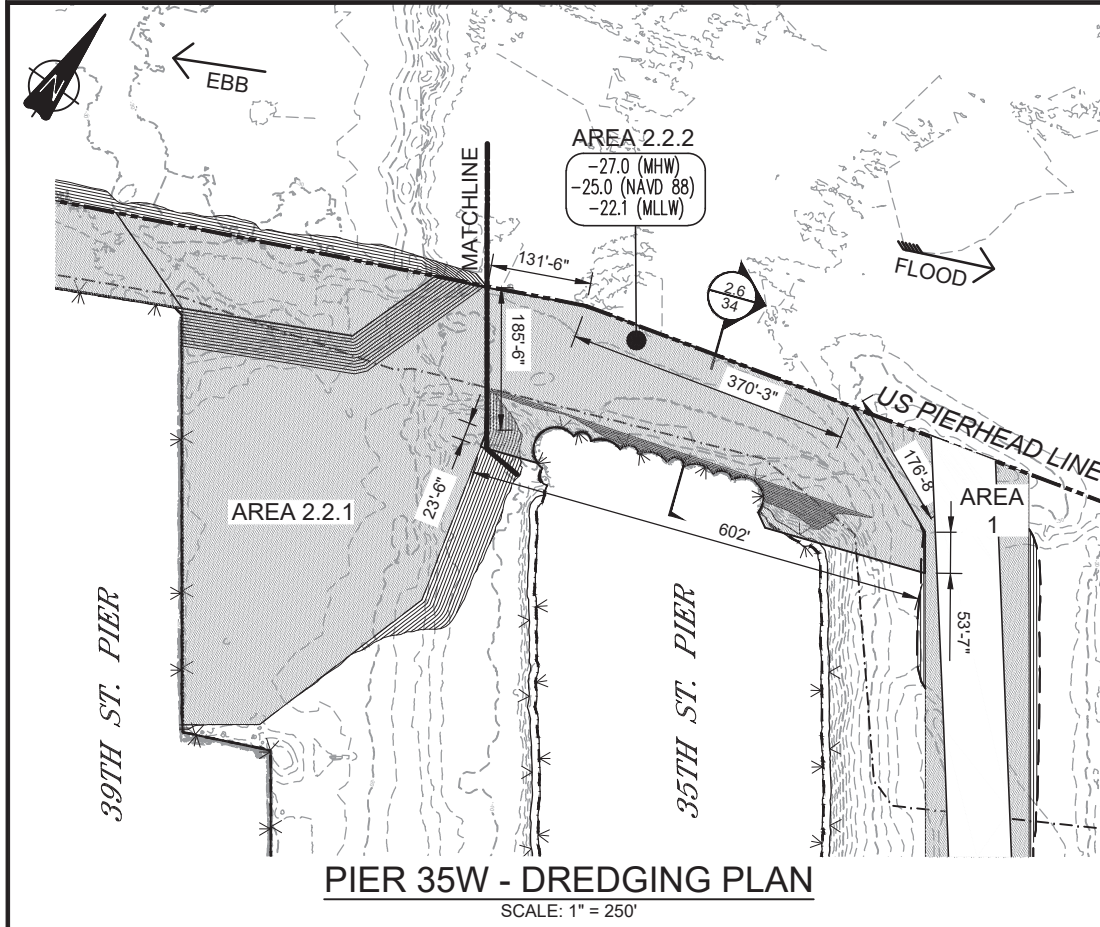 N
EBB
MATCHLINE
AREA 2.2.2
-27.0 (MHW)
-25.0 (NAVD 88)
-22.1 (MLLW)
131'-6"
2.6
34
FLOOD
185'-6"
370'-3"
US PIERHEAD LINE
176'-8
AREA
1
23'-6"
AREA 2.2.1
602'
53'-7"
39TH ST. PIER
35TH ST. PIER
PIER 35W - DREDGING PLAN
SCALE: 1" = 250'